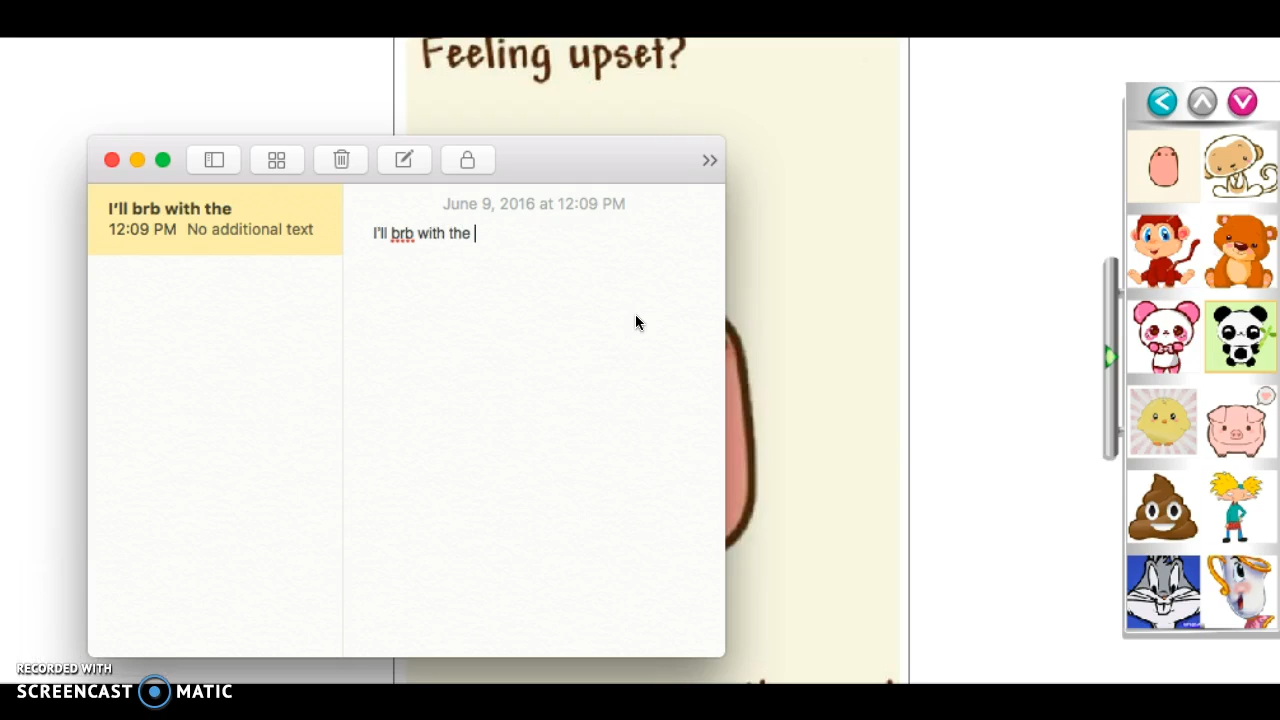 Feeling upset?
I'll brb with the
12:09 PM No additional text
June 9, 2016 at 12:09 PM
I'll brb with the
RECORDED WITH
SCREENCAST MATIC